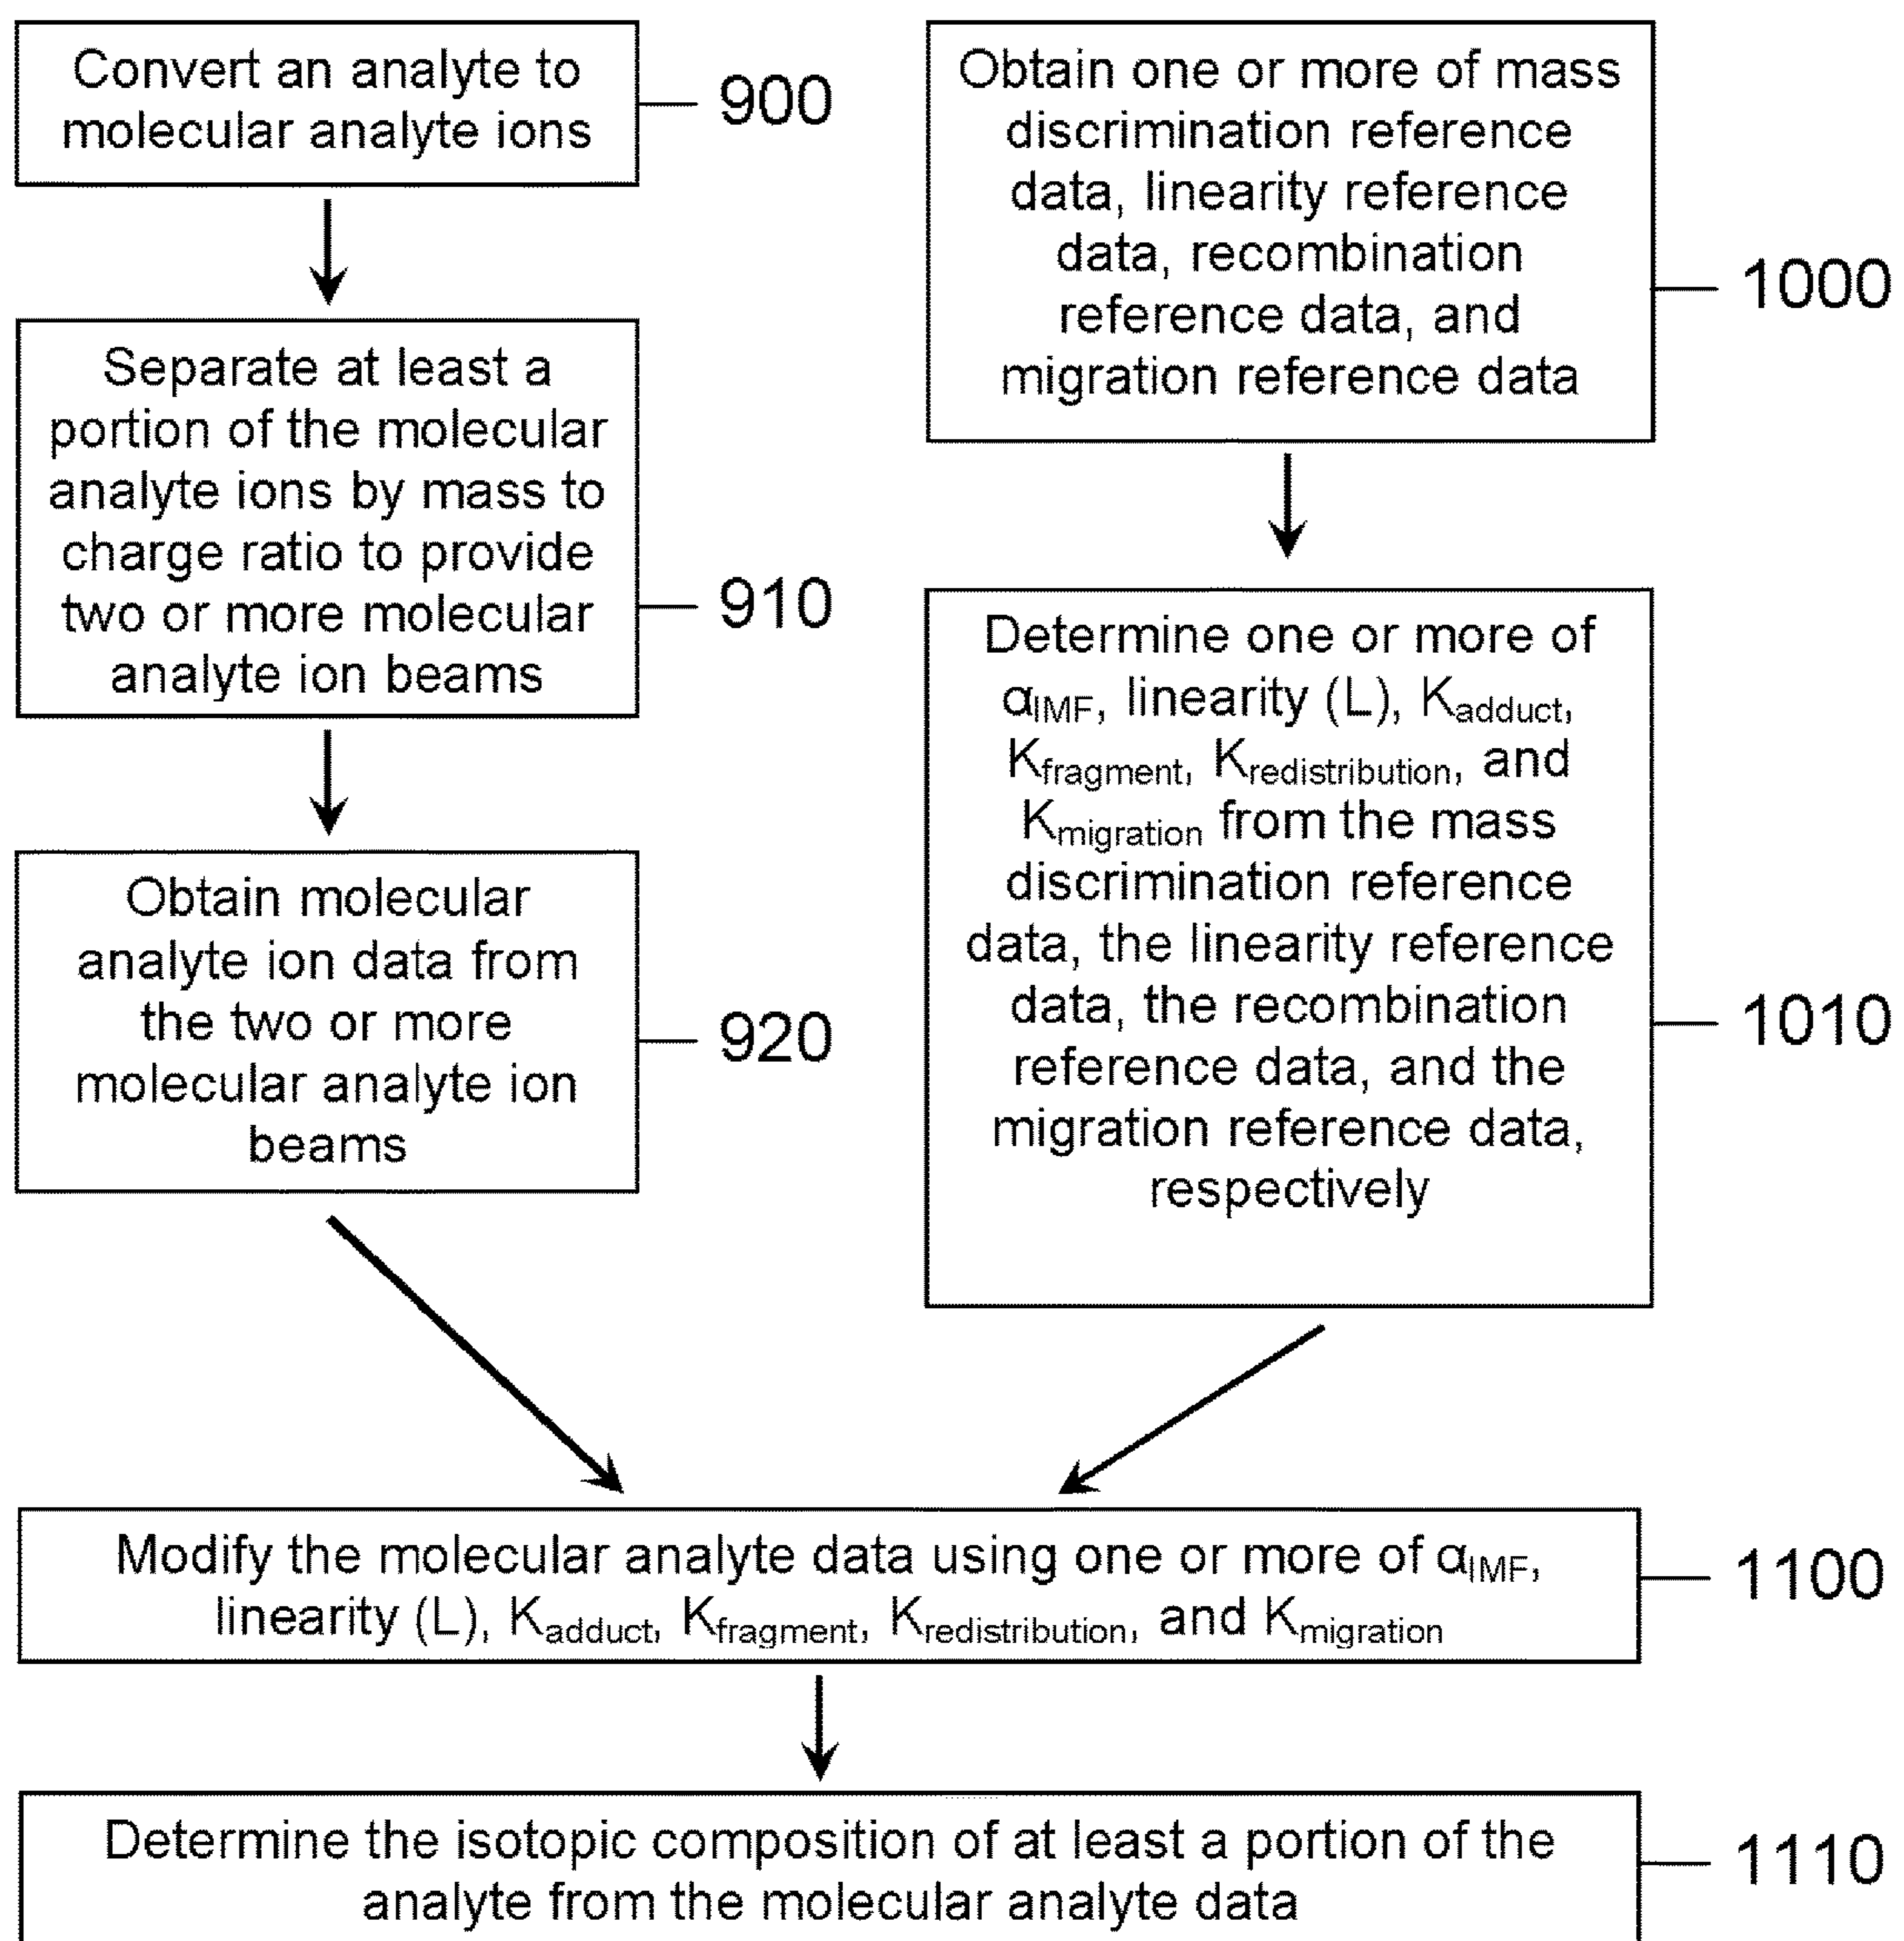 Convert an analyte to
molecular analyte ions
900
Separate at least a
portion of the molecular
analyte ions by mass to
charge ratio to provide
two or more molecular
analyte ion beams
910
Obtain molecular
analyte ion data from
the two or more
molecular analyte ion
beams
920
Obtain one or more of mass
discrimination reference
data, linearity reference
data, recombination
reference data, and
migration reference data
1000
Determine one or more of
αIMF, linearity (L), Kadduct,
Kfragment, Kredistribution, and
Kmigration from the mass
discrimination reference
data, the linearity reference
data, the recombination
reference data, and the
migration reference data,
respectively
1010
Modify the molecular analyte data using one or more of αIMF,
linearity (L), Kadduct, Kfragment, Kredistribution, and Kmigration
1100
Determine the isotopic composition of at least a portion of the
analyte from the molecular analyte data
1110